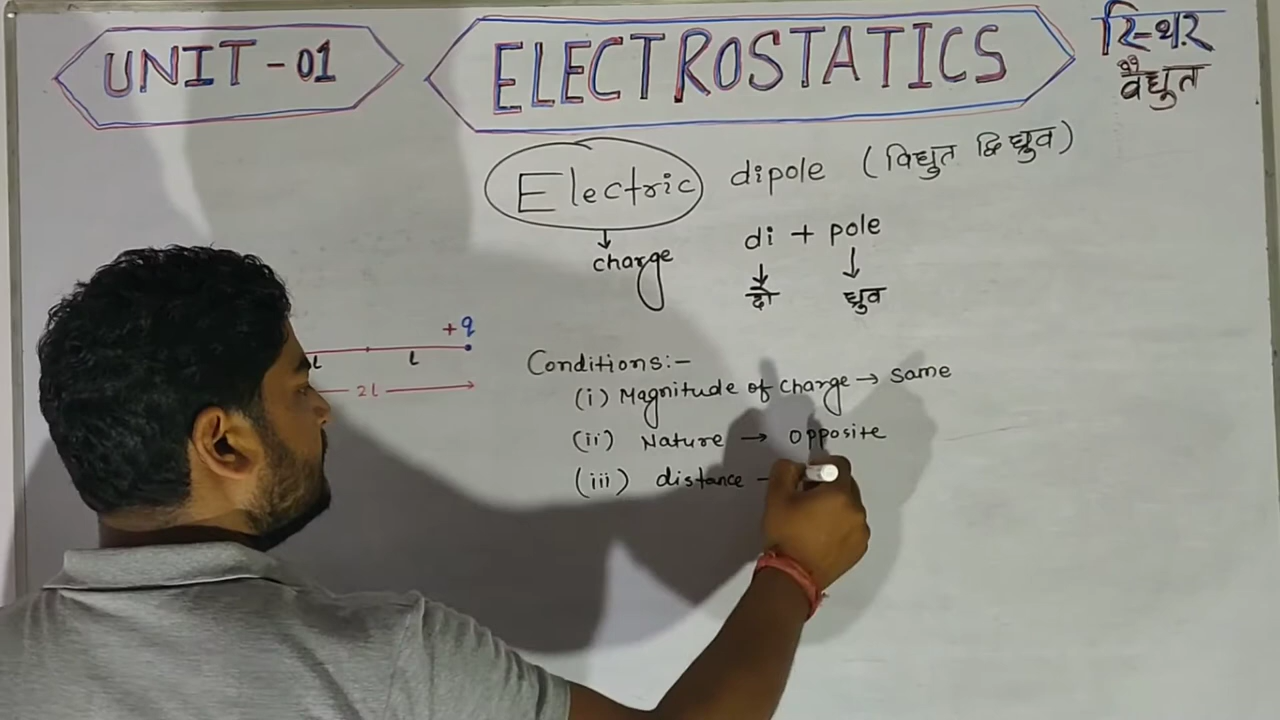 UNIT-01
ELECTROSTATICS
स्थिर
वैद्युत
Electric dipole (विद्युत द्विध्रुव)
charge
di + pole
दो ध्रुव
+q
l l
2l
Conditions:-
(i) Magnitude of charge → same
(ii) Nature → opposite
(iii) distance -